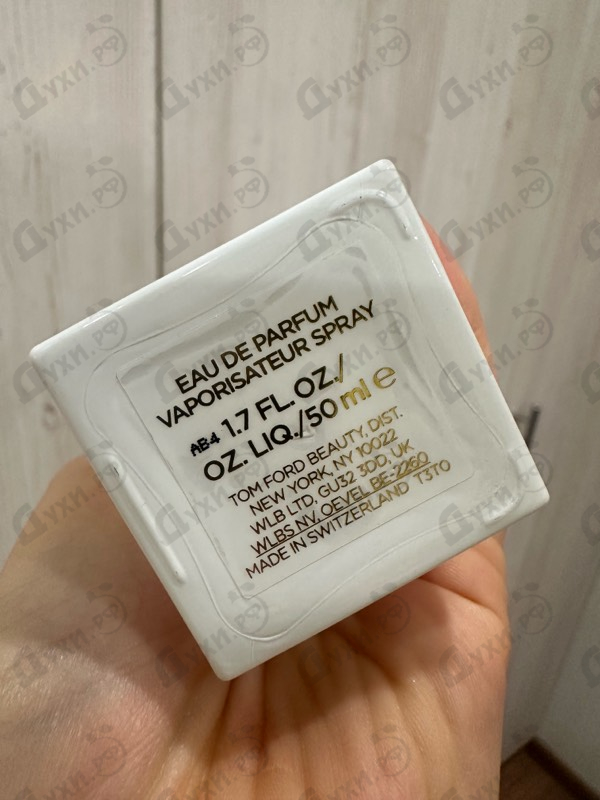 EAU DE PARFUM
VAPORISATEUR SPRAY
AB4 1.7 FL. OZ./
OZ. LIQ./50 ml e
TOM FORD BEAUTY, DIST.
NEW YORK, NY 10022
WLB LTD, GU32 3DD, UK
WLBS NV. OEVEL BE-2260
MADE IN SWITZERLAND T3T0
Духи.РФ